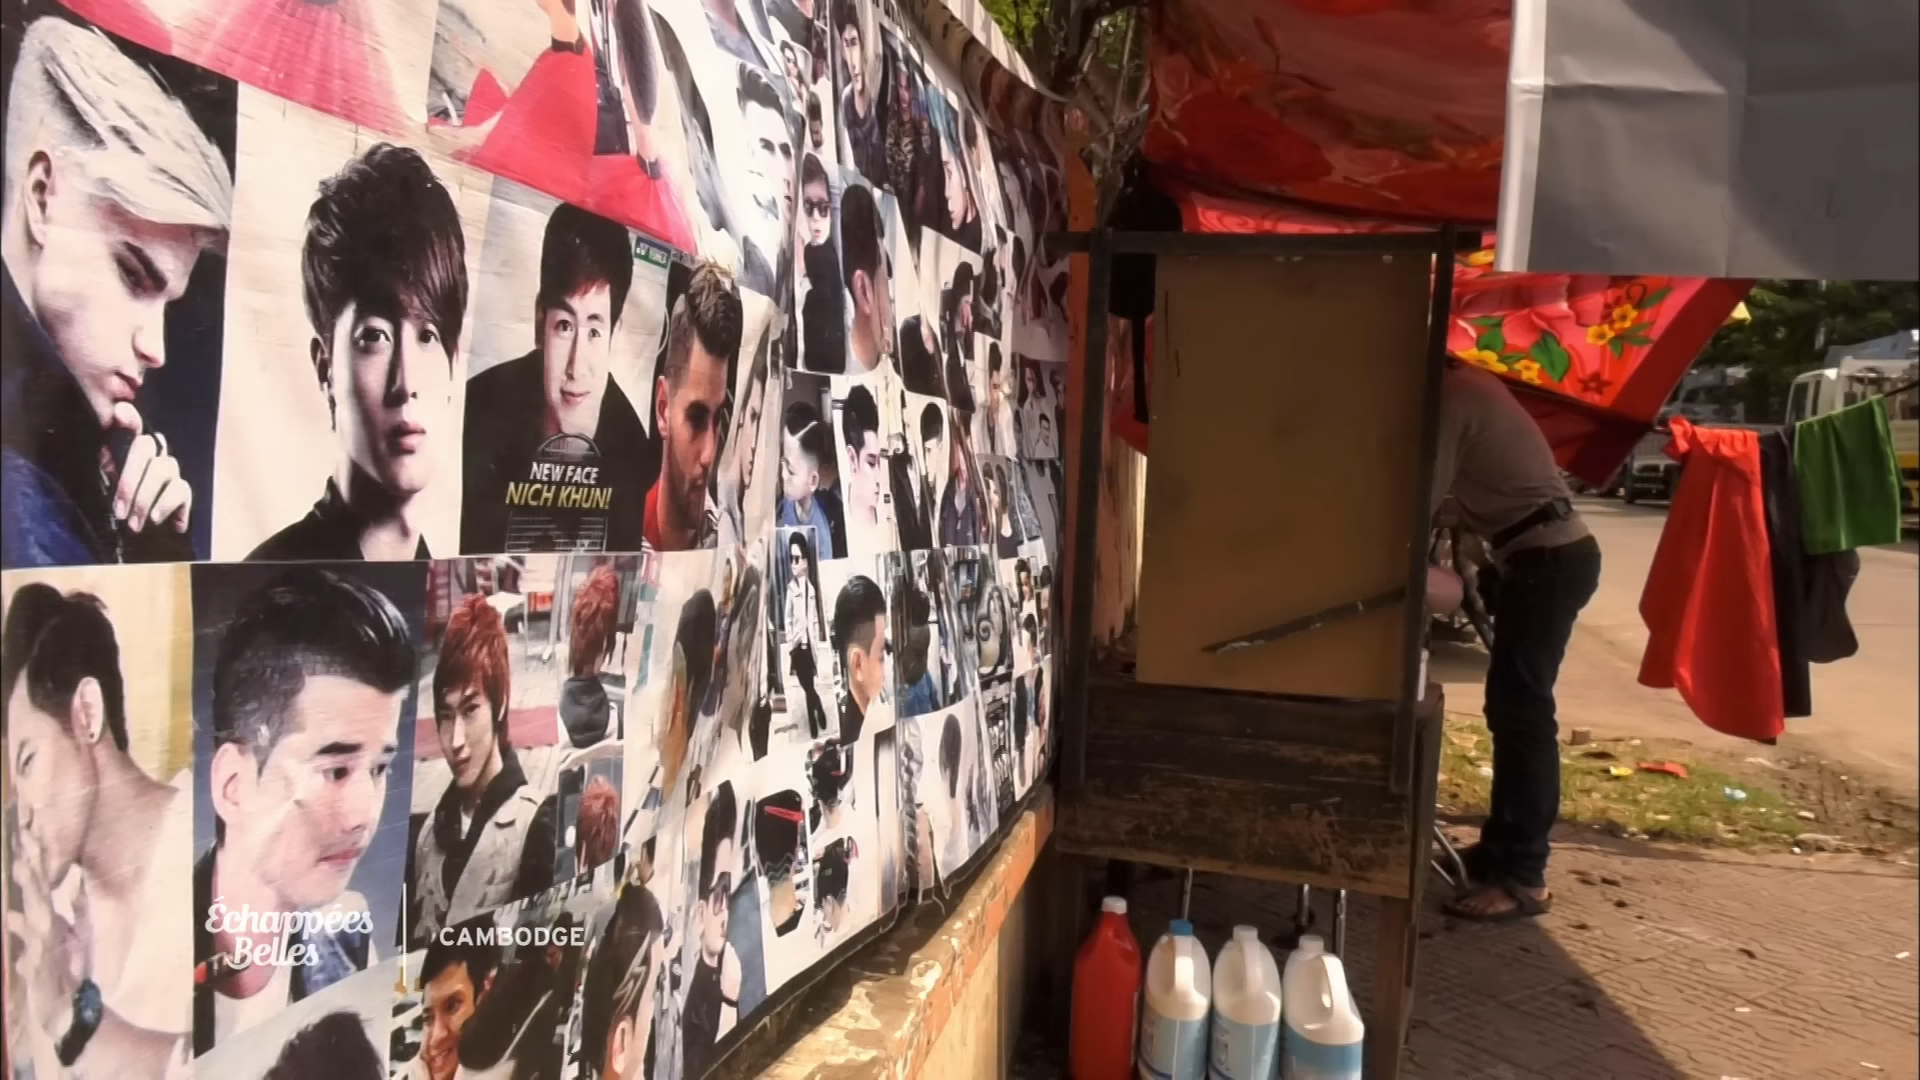 NEW FACE
NICH KHUN!
Échappées
Belles
CAMBODGE